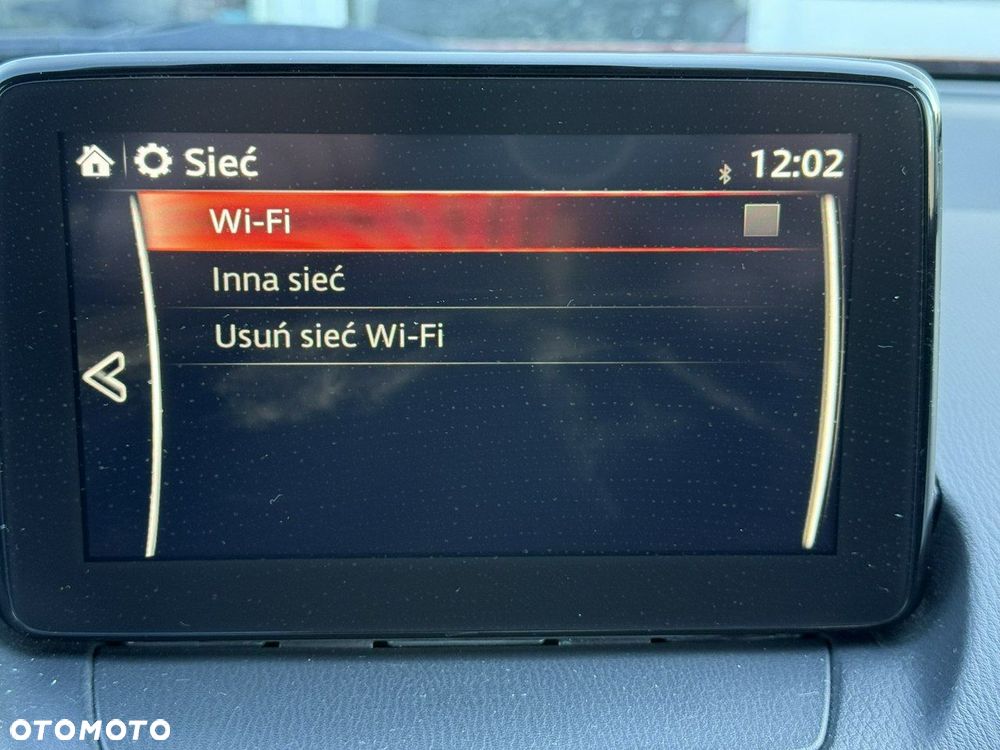 Sieć
12:02
Wi-Fi
Inna sieć
Usuń sieć Wi-Fi
OTOMOTO